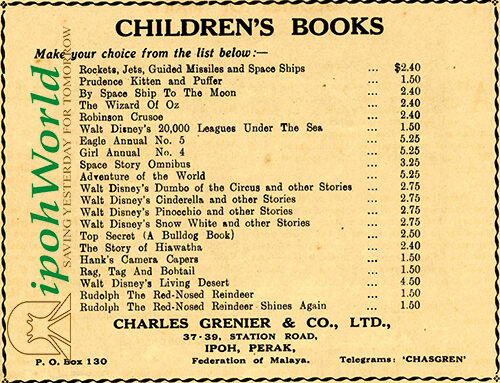 CHILDREN'S BOOKS
Make your choice from the list below:—
Rockets, Jets, Guided Missiles and Space Ships ... $2.40
Prudence Kitten and Puffer ... 1.50
By Space Ship To The Moon ... 2.40
The Wizard Of Oz ... 2.40
Robinson Crusoe ... 2.40
Walt Disney's 20,000 Leagues Under The Sea ... 1.50
Eagle Annual No. 5 ... 5.25
Girl Annual No. 4 ... 5.25
Space Story Omnibus ... 3.25
Adventure of the World ... 5.25
Walt Disney's Dumbo of the Circus and other Stories ... 2.75
Walt Disney's Cinderella and other Stories ... 2.75
Walt Disney's Pinocchio and other Stories ... 2.75
Walt Disney's Snow White and other Stories ... 2.75
Top Secret (A Bulldog Book) ... 2.50
The Story of Hiawatha ... 2.40
Hank's Camera Capers ... 1.50
Rag, Tag And Bobtail ... 1.50
Walt Disney's Living Desert ... 4.50
Rudolph The Red-Nosed Reindeer ... 1.50
Rudolph The Red-Nosed Reindeer Shines Again ... 1.50
CHARLES GRENIER & CO., LTD.,
37-39, STATION ROAD,
IPOH, PERAK,
P. O. Box 130 Federation of Malaya. Telegrams: 'CHASGREN'
ipohWorld
SAVING YESTERDAY FOR TOMORROW